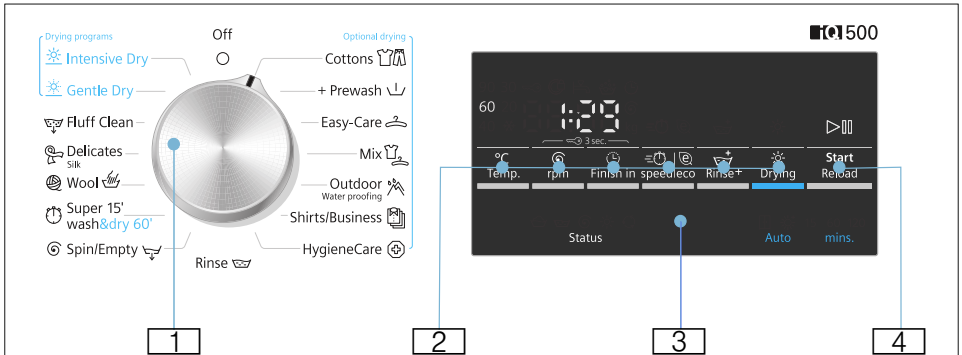 iQ 500
Drying programs
Off
Optional drying
Intensive Dry
Cottons
Gentle Dry
+ Prewash
Fluff Clean
Easy-Care
Delicates
Silk
Mix
Wool
Outdoor
Water proofing
Super 15'
wash&dry 60'
Shirts/Business
Spin/Empty
HygieneCare
Rinse
60
1:29
3 sec.
°C
Temp.
rpm
Finish in
speed eco
Rinse+
Drying
Start
Reload
Status
Auto
mins.
1
2
3
4